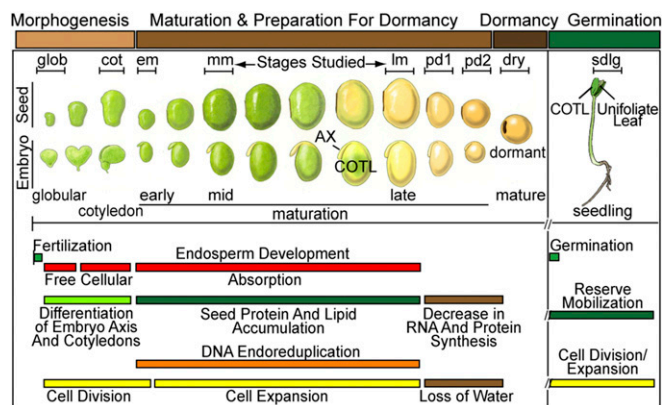 Morphogenesis
Maturation & Preparation For Dormancy
Dormancy
Germination
glob
cot
em
mm
Stages Studied
lm
pd1
pd2
dry
sdlg
Seed
Embryo
COTL
Unifoliate
Leaf
AX
COTL
dormant
globular
cotyledon
early
mid
late
mature
maturation
seedling
Fertilization
Endosperm Development
Germination
Free
Cellular
Absorption
Differentiation
of Embryo Axis
And Cotyledons
Seed Protein And Lipid
Accumulation
Decrease in
RNA And Protein
Synthesis
Reserve
Mobilization
DNA Endoreduplication
Cell Division/
Expansion
Cell Division
Cell Expansion
Loss of Water